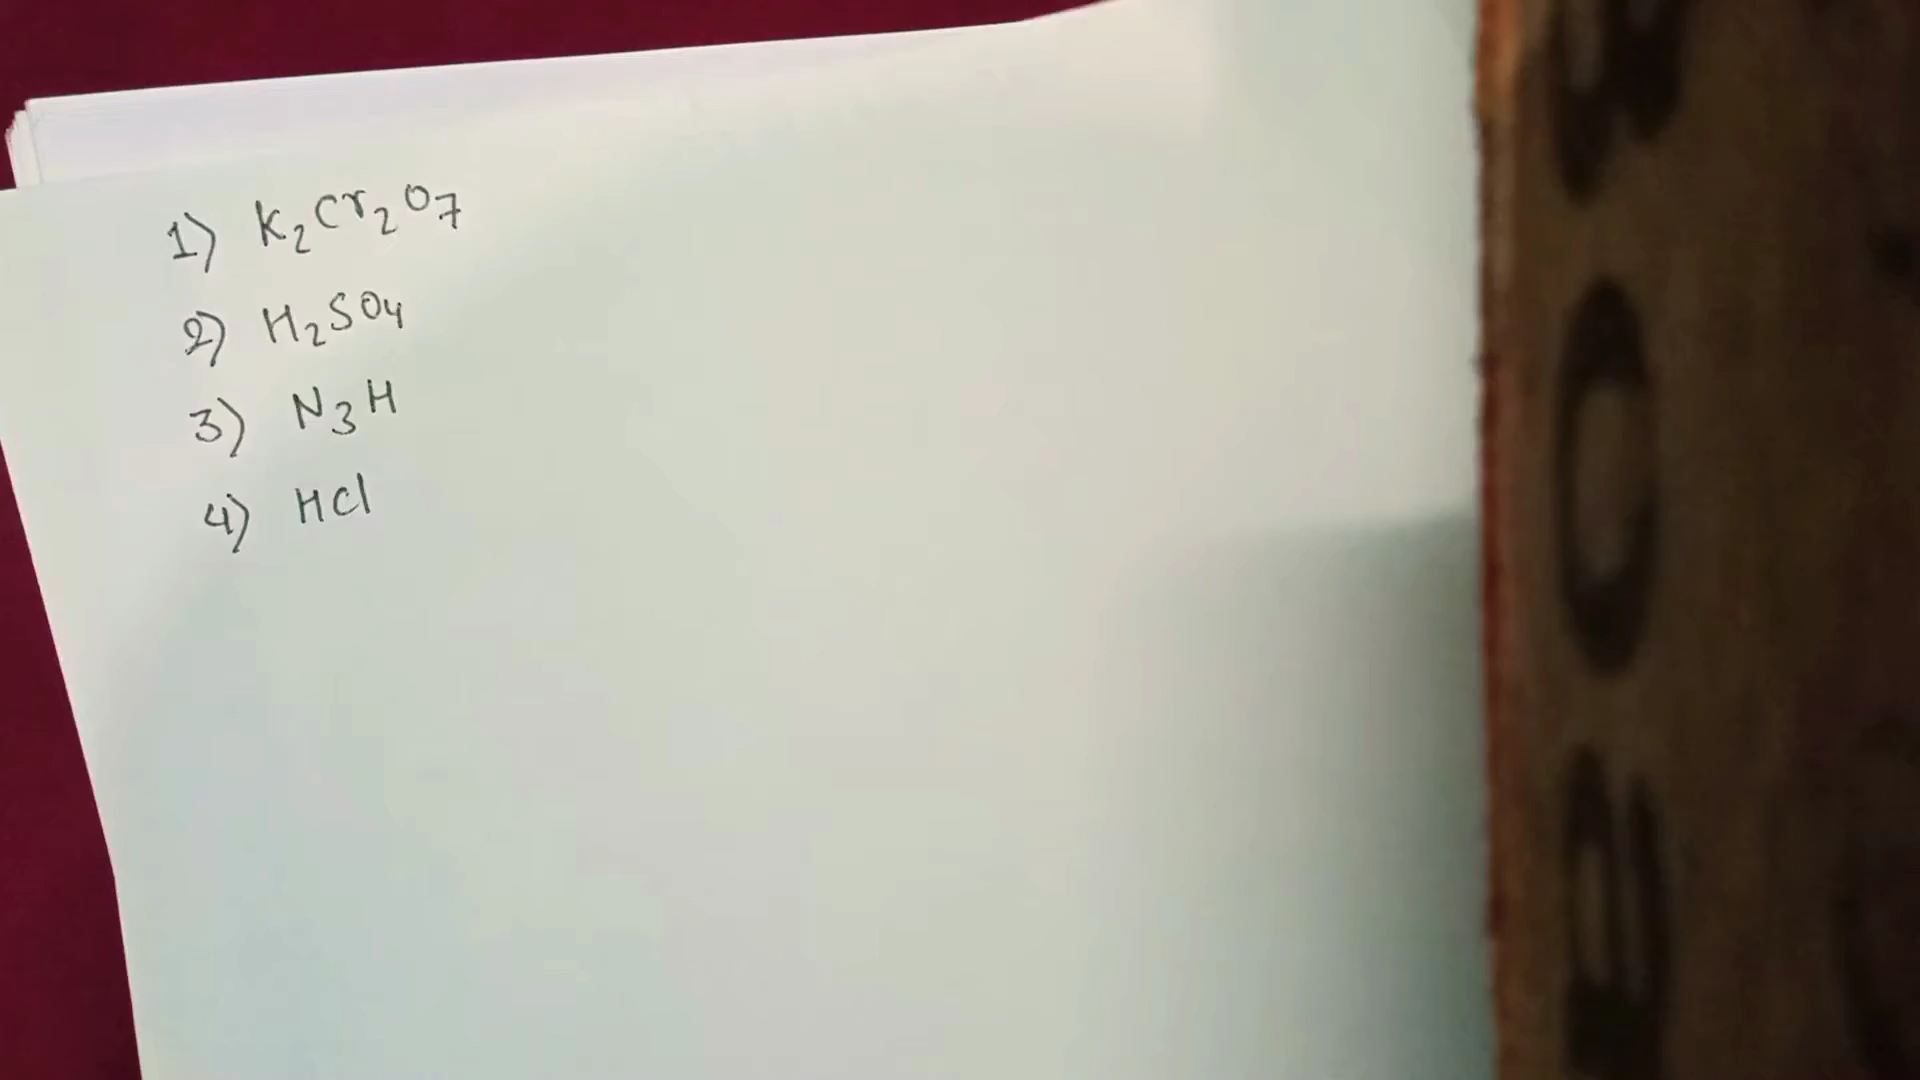 1) K₂Cr₂O₇
2) H₂SO₄
3) N₃H
4) HCl